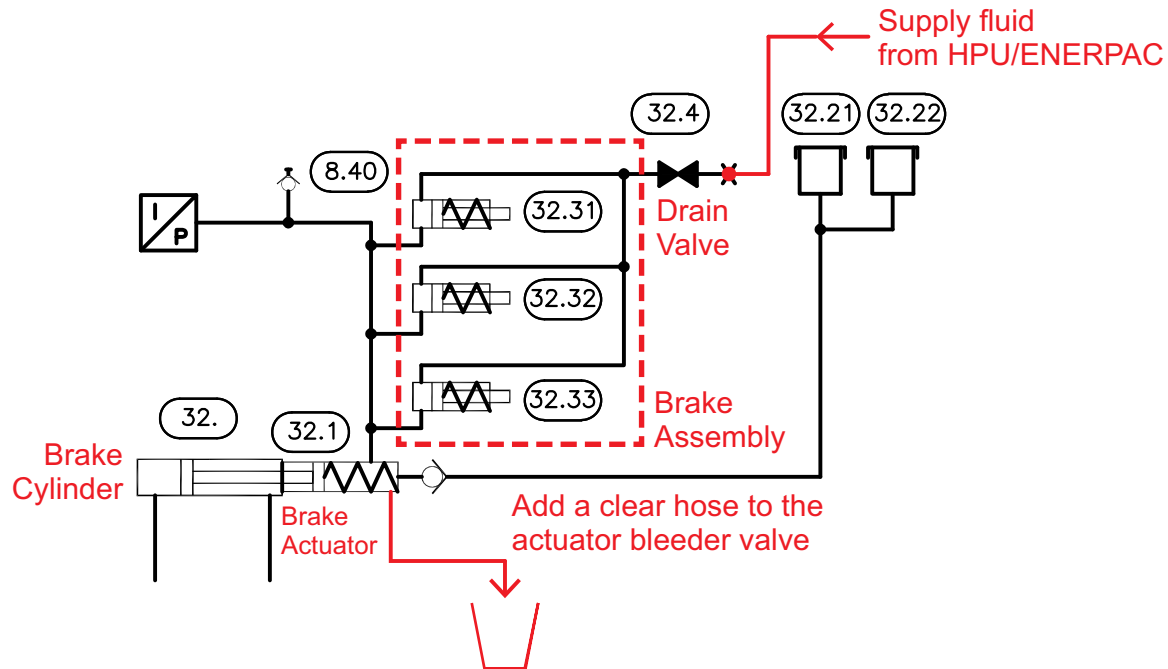 Supply fluid
from HPU/ENERPAC
32.4
32.21
32.22
8.40
I
P
32.31
Drain
Valve
32.32
32.33
Brake
Assembly
32.
32.1
Brake
Cylinder
Brake
Actuator
Add a clear hose to the
actuator bleeder valve